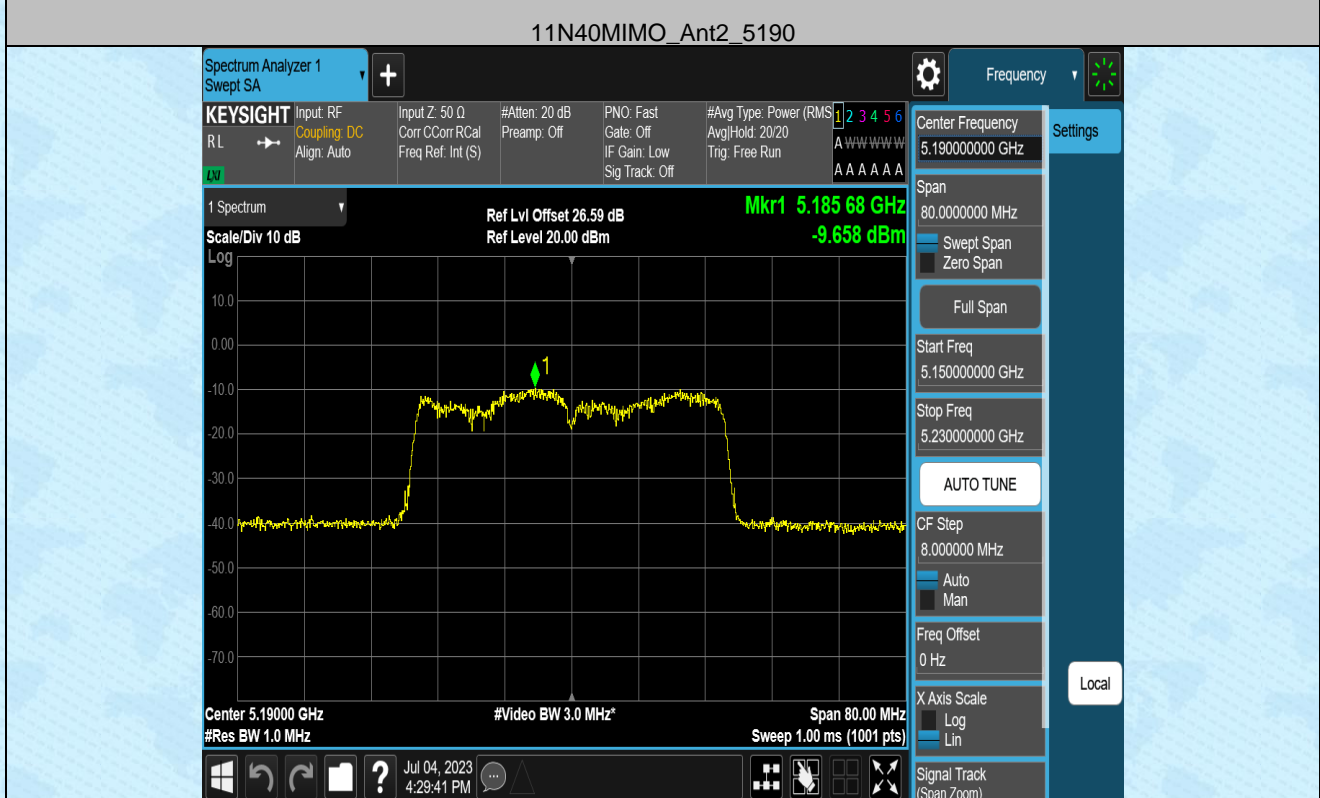 11N40MIMO_Ant2_5190
Spectrum Analyzer 1
Swept SA
Frequency
KEYSIGHT
R L
LXI
Input: RF
Coupling: DC
Align: Auto
Input Z: 50 Ω
Corr CCorr RCal
Freq Ref: Int (S)
#Atten: 20 dB
Preamp: Off
PNO: Fast
Gate: Off
IF Gain: Low
Sig Track: Off
#Avg Type: Power (RMS
Avg|Hold: 20/20
Trig: Free Run
1 2 3 4 5 6
A W W W W W
A A A A A A
1 Spectrum
Scale/Div 10 dB
Log
Ref Lvl Offset 26.59 dB
Ref Level 20.00 dBm
Mkr1 5.185 68 GHz
-9.658 dBm
10.0
0.00
-10.0
-20.0
-30.0
-40.0
-50.0
-60.0
-70.0
1
Center 5.19000 GHz
#Res BW 1.0 MHz
#Video BW 3.0 MHz*
Span 80.00 MHz
Sweep 1.00 ms (1001 pts)
Jul 04, 2023
4:29:41 PM
Center Frequency
5.190000000 GHz
Settings
Span
80.0000000 MHz
Swept Span
Zero Span
Full Span
Start Freq
5.150000000 GHz
Stop Freq
5.230000000 GHz
AUTO TUNE
CF Step
8.000000 MHz
Auto
Man
Freq Offset
0 Hz
X Axis Scale
Log
Lin
Local
Signal Track
(Span Zoom)